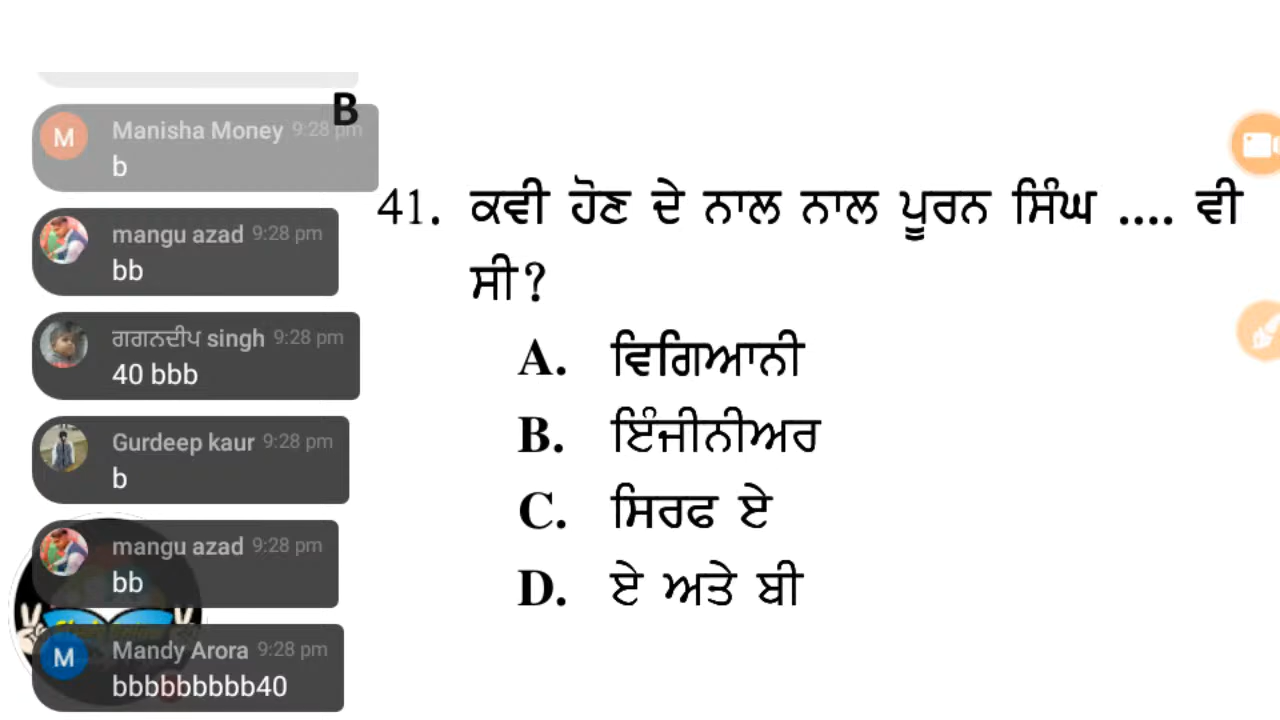 B
M
Manisha Money 9:28 pm
b
mangu azad 9:28 pm
bb
ਗਗਨਦੀਪ singh 9:28 pm
40 bbb
Gurdeep kaur 9:28 pm
b
mangu azad 9:28 pm
bb
M
Mandy Arora 9:28 pm
bbbbbbbbb40
41. ਕਵੀ ਹੋਣ ਦੇ ਨਾਲ ਨਾਲ ਪੂਰਨ ਸਿੰਘ .... ਵੀ
ਸੀ?
A. ਵਿਗਿਆਨੀ
B. ਇੰਜੀਨੀਅਰ
C. ਸਿਰਫ ਏ
D. ਏ ਅਤੇ ਬੀ